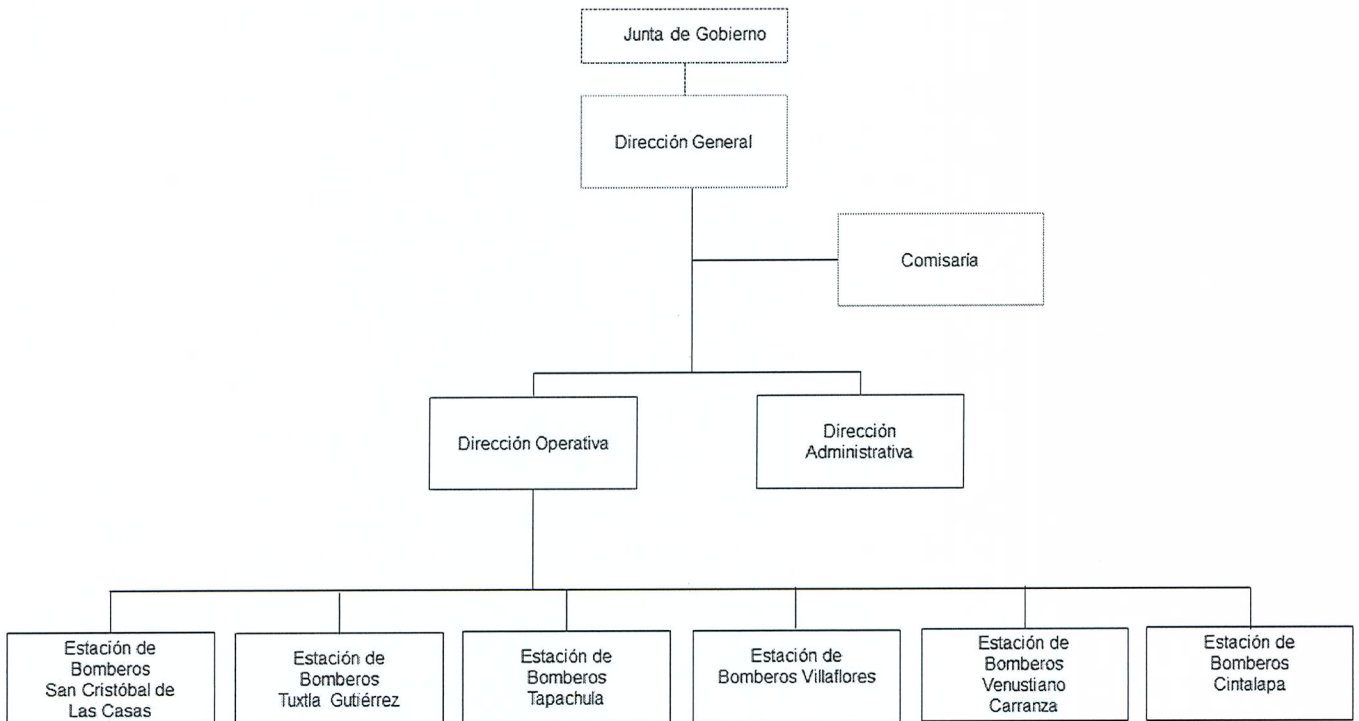 Junta de Gobierno
Dirección General
Comisaría
Dirección Operativa
Dirección
Administrativa
Estación de
Bomberos
San Cristóbal de
Las Casas
Estación de
Bomberos
Tuxtla Gutiérrez
Estación de
Bomberos
Tapachula
Estación de
Bomberos Villaflores
Estación de
Bomberos
Venustiano
Carranza
Estación de
Bomberos
Cintalapa